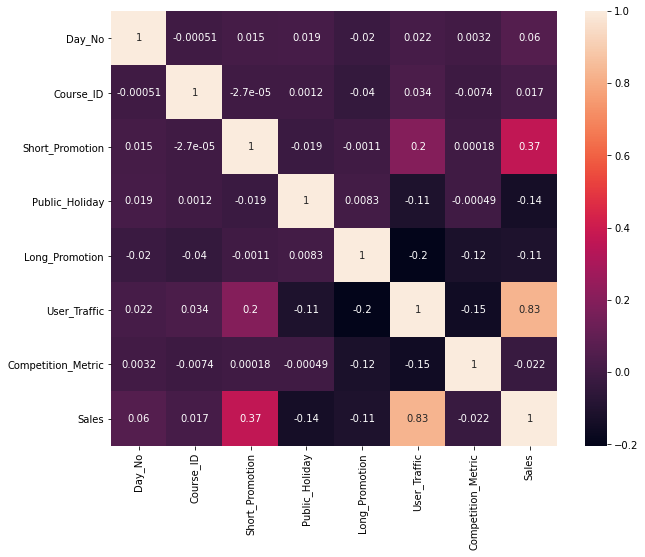 Day_No 1 -0.00051 0.015 0.019 -0.02 0.022 0.0032 0.06
Course_ID -0.00051 1 -2.7e-05 0.0012 -0.04 0.034 -0.0074 0.017
Short_Promotion 0.015 -2.7e-05 1 -0.019 -0.0011 0.2 0.00018 0.37
Public_Holiday 0.019 0.0012 -0.019 1 0.0083 -0.11 -0.00049 -0.14
Long_Promotion -0.02 -0.04 -0.0011 0.0083 1 -0.2 -0.12 -0.11
User_Traffic 0.022 0.034 0.2 -0.11 -0.2 1 -0.15 0.83
Competition_Metric 0.0032 -0.0074 0.00018 -0.00049 -0.12 -0.15 1 -0.022
Sales 0.06 0.017 0.37 -0.14 -0.11 0.83 -0.022 1
Day_No
Course_ID
Short_Promotion
Public_Holiday
Long_Promotion
User_Traffic
Competition_Metric
Sales
1.0
0.8
0.6
0.4
0.2
0.0
−0.2